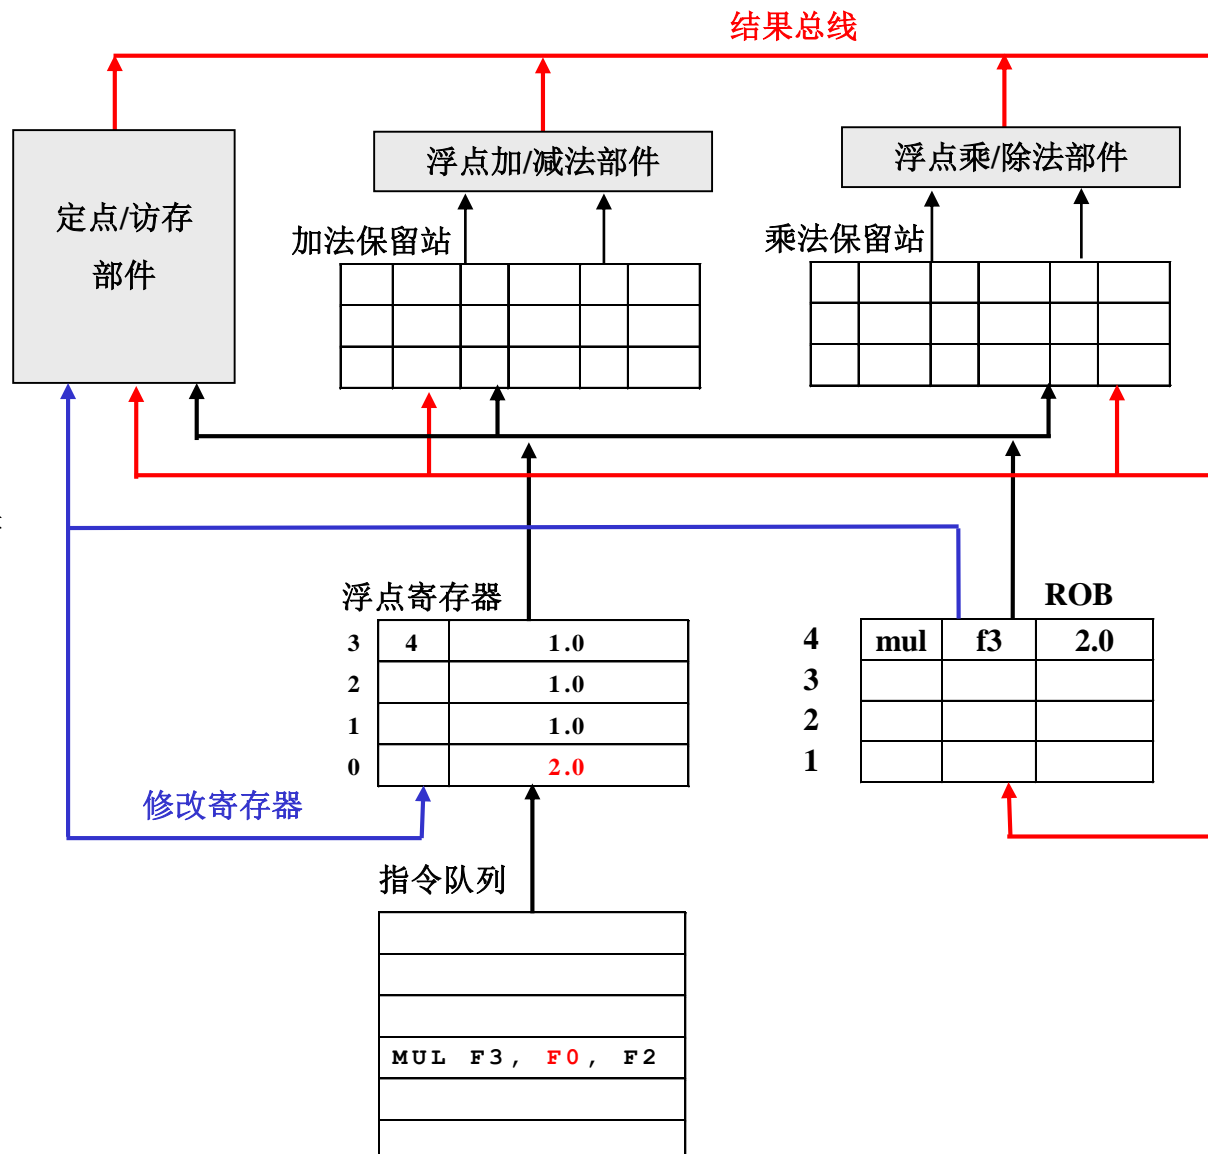 结果总线
定点/访存
部件
浮点加/减法部件
浮点乘/除法部件
加法保留站
乘法保留站
浮点寄存器
3 4 1.0
2 1.0
1 1.0
0 2.0
ROB
4 mul f3 2.0
3
2
1
修改寄存器
指令队列
MUL F3, F0, F2